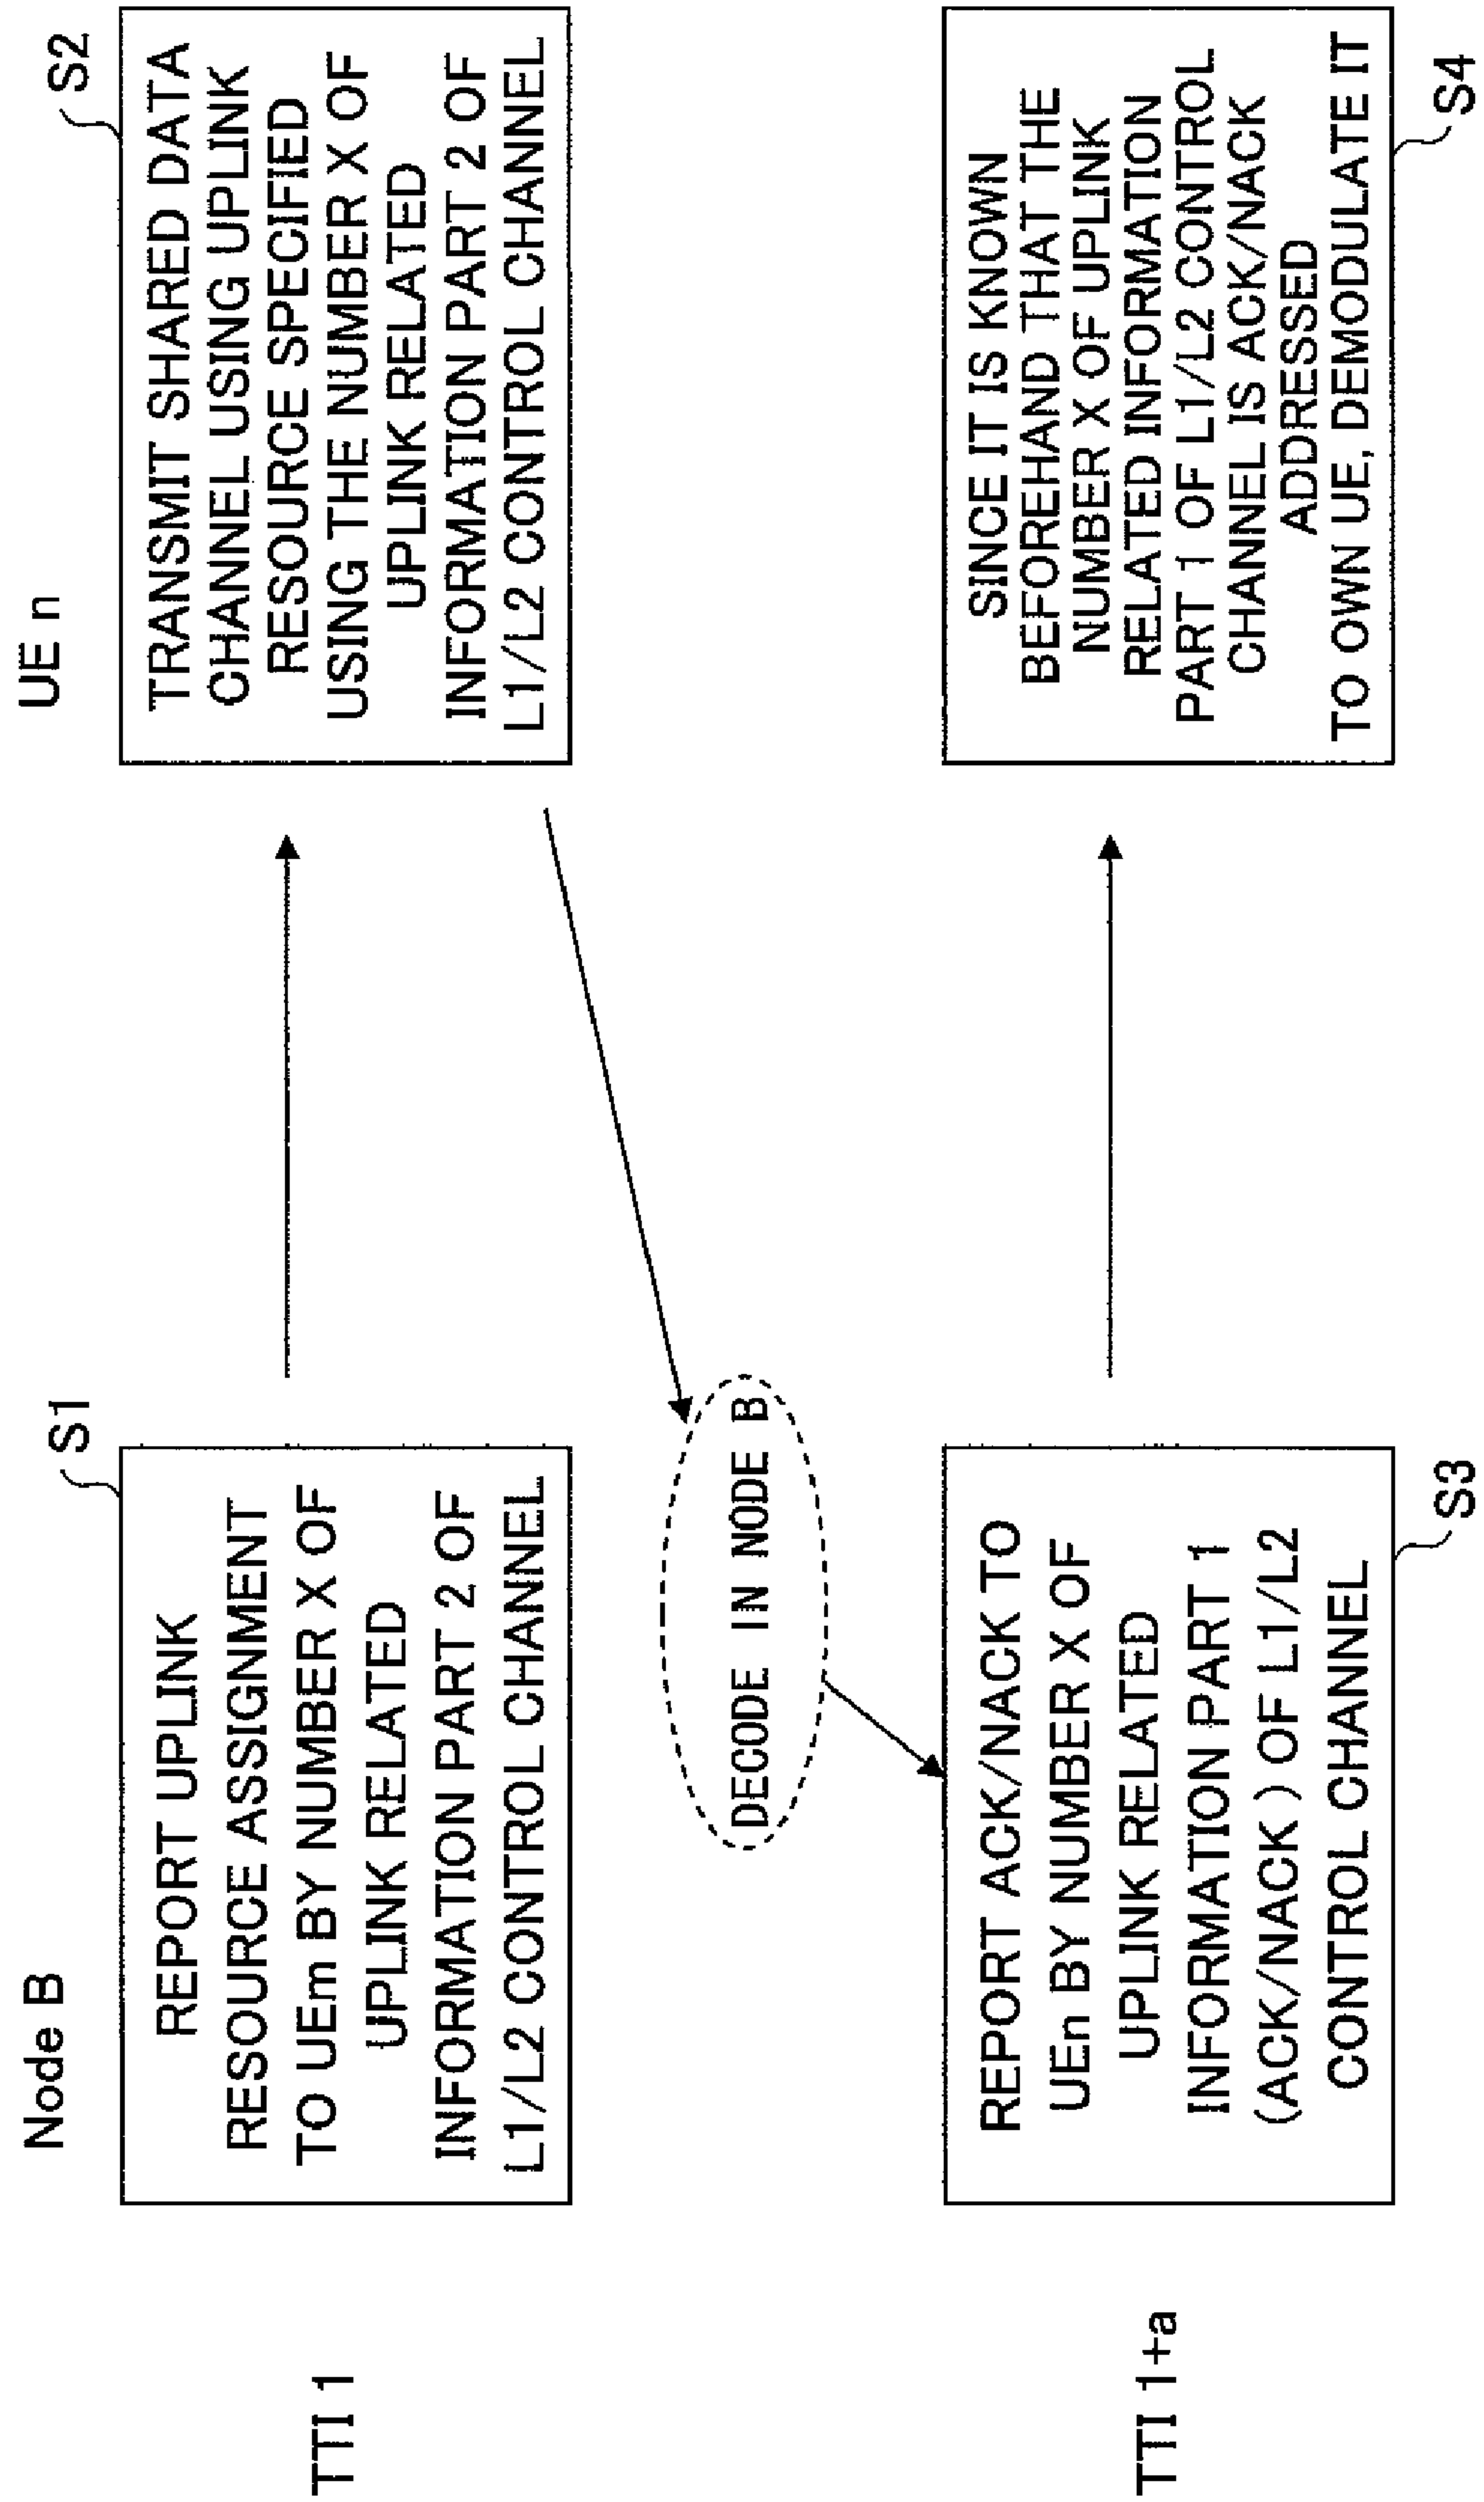 Node B
UE n
TTI 1
S1
REPORT UPLINK
RESOURCE ASSIGNMENT
TO UEm BY NUMBER X OF
UPLINK RELATED
INFORMATION PART 2 OF
L1/L2 CONTROL CHANNEL
S2
TRANSMIT SHARED DATA
CHANNEL USING UPLINK
RESOURCE SPECIFIED
USING THE NUMBER X OF
UPLINK RELATED
INFORMATION PART 2 OF
L1/L2 CONTROL CHANNEL
DECODE IN NODE B
TTI 1+a
REPORT ACK/NACK TO
UEn BY NUMBER X OF
UPLINK RELATED
INFORMATION PART 1
(ACK/NACK) OF L1/L2
CONTROL CHANNEL
S3
SINCE IT IS KNOWN
BEFOREHAND THAT THE
NUMBER X OF UPLINK
RELATED INFORMATION
PART 1 OF L1/L2 CONTROL
CHANNEL IS ACK/NACK
ADDRESSED
TO OWN UE, DEMODULATE IT
S4